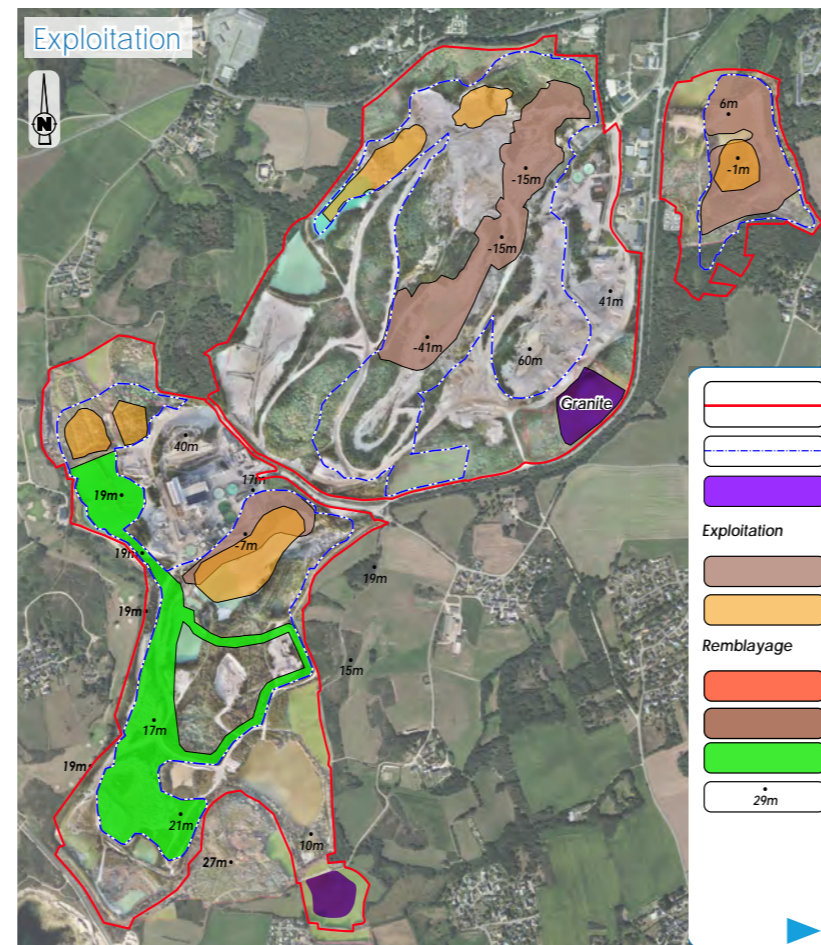 Exploitation
N
6m
-1m
-15m
-15m
41m
-41m
60m
Granite
40m
17m
19m
-7m
19m
19m
19m
15m
17m
19m
21m
10m
27m
Exploitation
Remblayage
29m